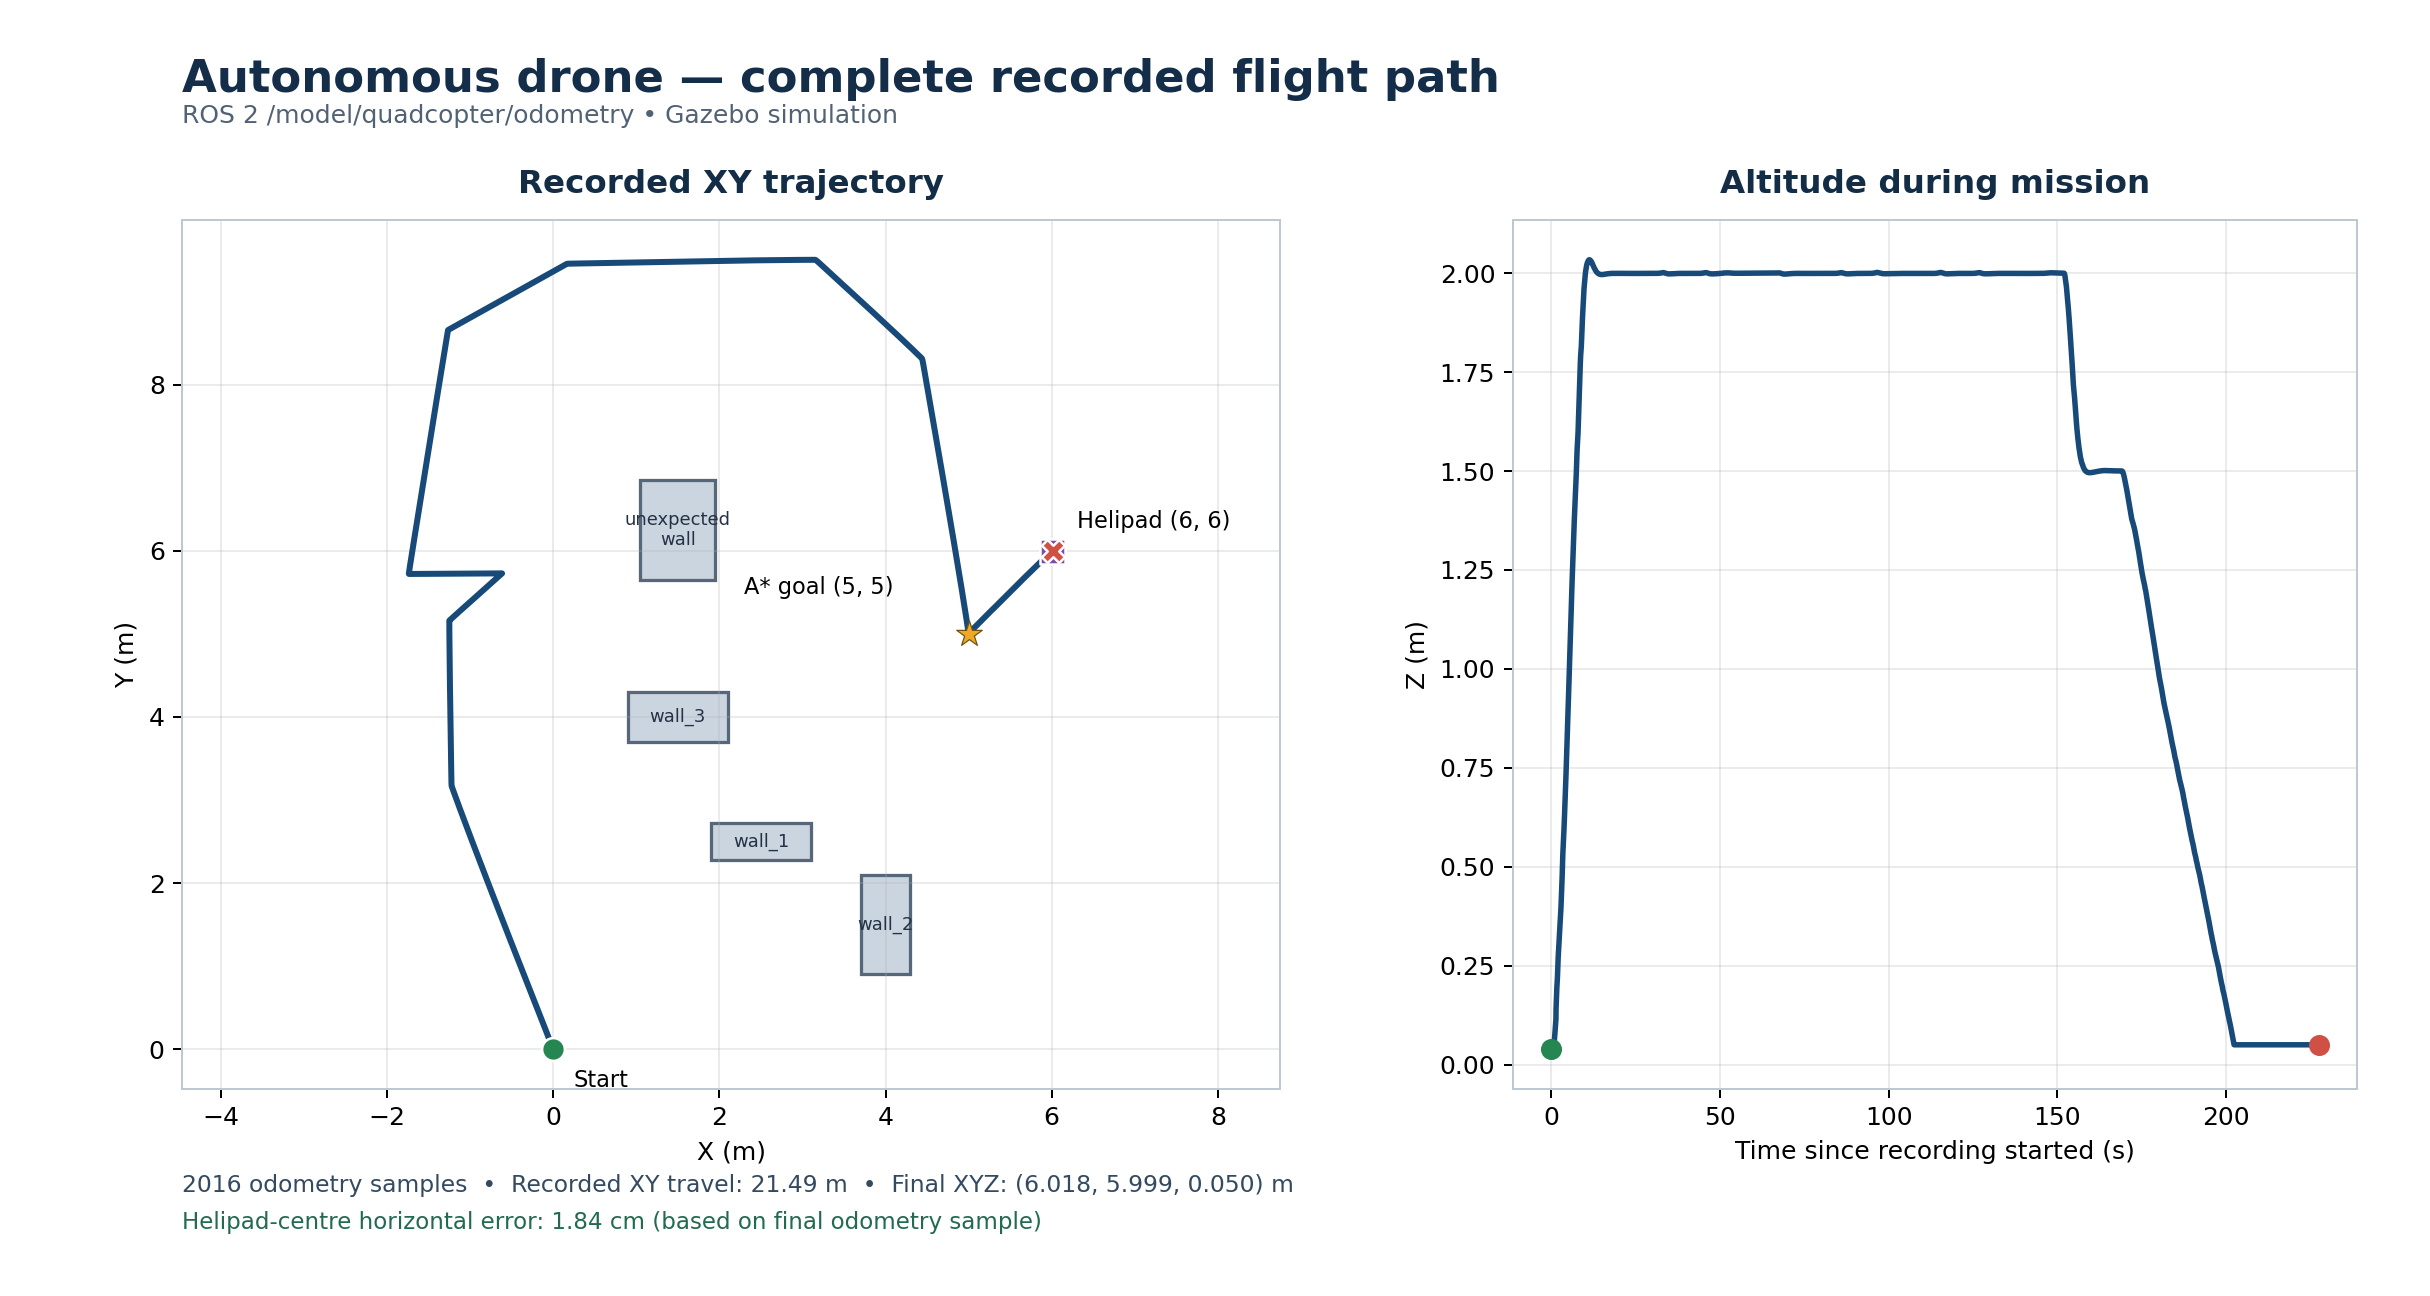 Autonomous drone — complete recorded flight path
ROS 2 /model/quadcopter/odometry • Gazebo simulation
Recorded XY trajectory
8
6
4
2
0
Y (m)
unexpected
wall
Helipad (6, 6)
A* goal (5, 5)
wall_3
wall_1
wall_2
Start
−4 −2 0 2 4 6 8
X (m)
Altitude during mission
2.00
1.75
1.50
1.25
1.00
0.75
0.50
0.25
0.00
Z (m)
0 50 100 150 200
Time since recording started (s)
2016 odometry samples • Recorded XY travel: 21.49 m • Final XYZ: (6.018, 5.999, 0.050) m
Helipad-centre horizontal error: 1.84 cm (based on final odometry sample)